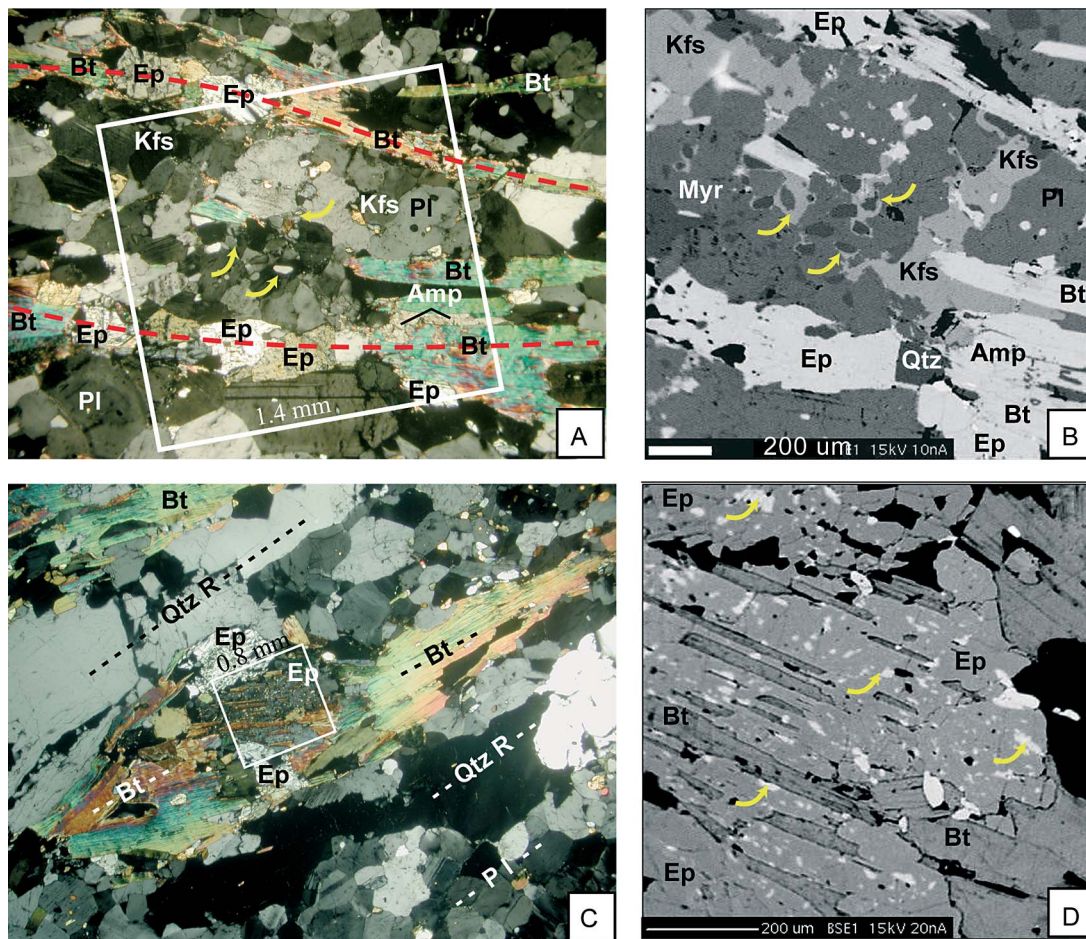 Bt
Ep
Ep
Bt
Kfs
Bt
Kfs
Pl
Bt
Amp
Bt
Ep
Ep
Ep
Bt
Ep
Pl
1.4 mm
A
Ep
Kfs
Kfs
Myr
Pl
Kfs
Bt
Ep
Qtz
Amp
Bt
Ep
200 um
15kV 10nA
B
Bt
Qtz R
Ep
0.8 mm
Ep
Bt
Qtz R
Bt
Ep
Pl
C
Ep
Ep
Bt
Bt
Ep
200 um BSE1 15kV 20nA
D